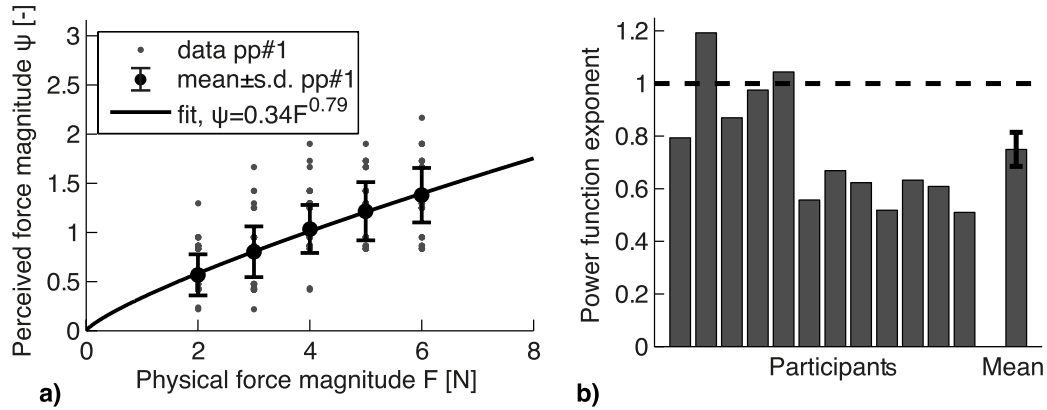 Perceived force magnitude ψ [-]
3
2.5
2
1.5
1
0.5
0
data pp#1
mean±s.d. pp#1
fit, ψ=0.34F^0.79
0 2 4 6 8
Physical force magnitude F [N]
a)
Power function exponent
1.2
1
0.8
0.6
0.4
0.2
0
Participants Mean
b)